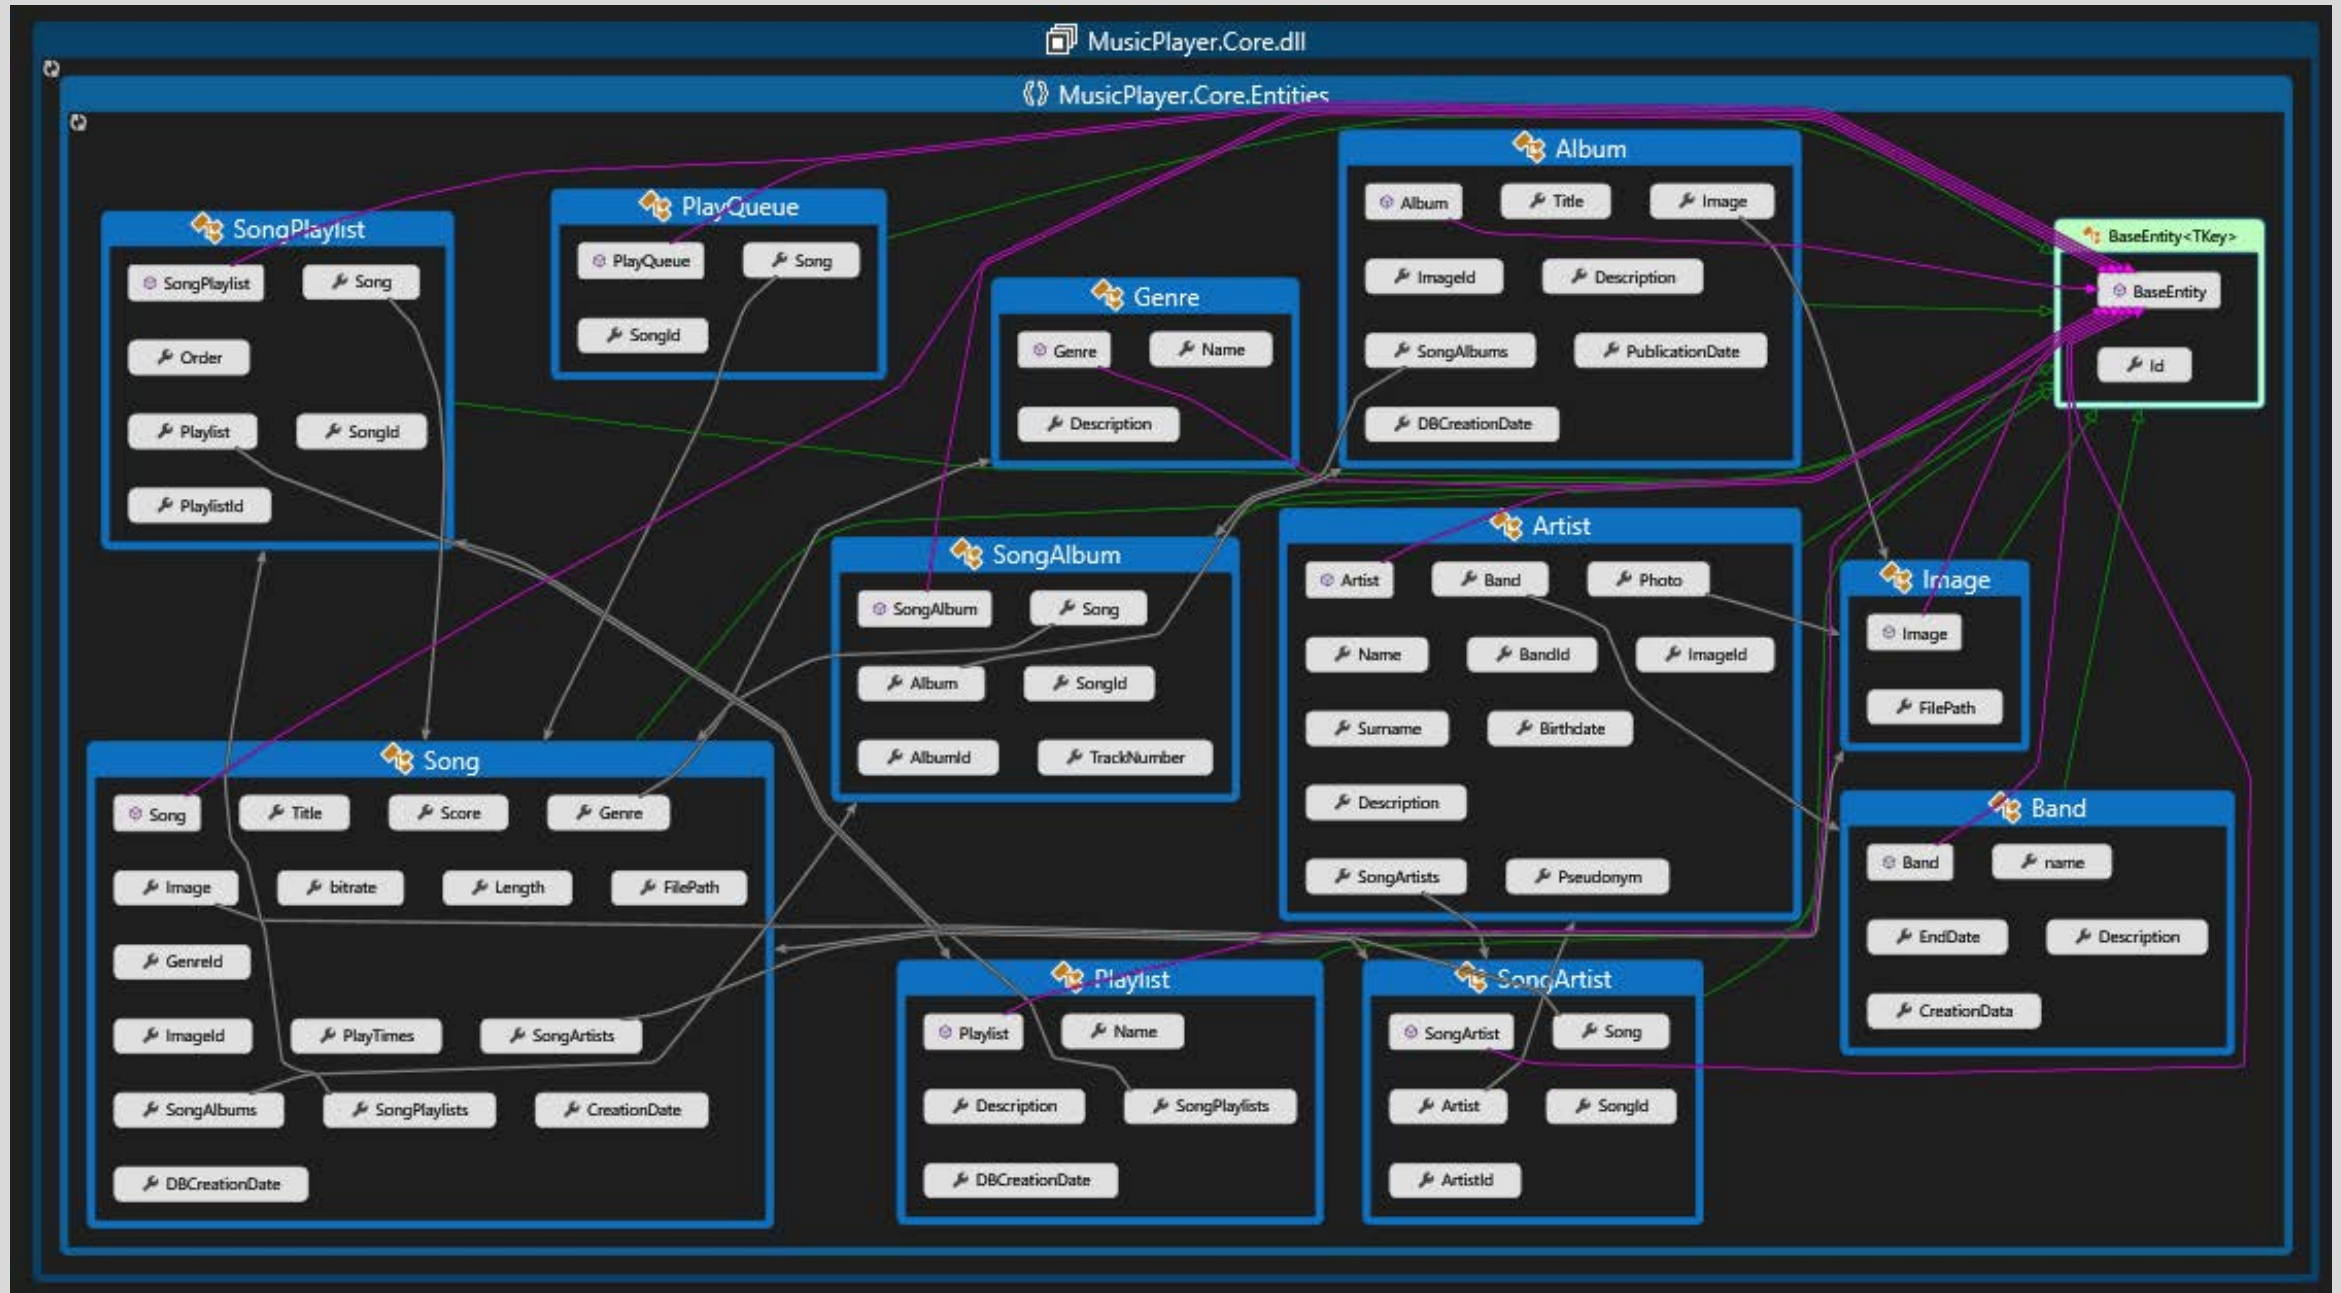 MusicPlayer.Core.dll
MusicPlayer.Core.Entities
SongPlaylist
SongPlaylist
Song
Order
Playlist
SongId
PlaylistId
PlayQueue
PlayQueue
Song
SongId
Genre
Genre
Name
Description
Album
Album
Title
Image
ImageId
Description
SongAlbums
PublicationDate
DBCreationDate
BaseEntity<TKey>
BaseEntity
Id
SongAlbum
SongAlbum
Song
Album
SongId
AlbumId
TrackNumber
Artist
Artist
Band
Photo
Name
BandId
ImageId
Surname
Birthdate
Description
SongArtists
Pseudonym
Image
Image
FilePath
Band
Band
name
EndDate
Description
CreationData
Song
Song
Title
Score
Genre
Image
bitrate
Length
FilePath
GenreId
ImageId
PlayTimes
SongArtists
SongAlbums
SongPlaylists
CreationDate
DBCreationDate
Playlist
Playlist
Name
Description
SongPlaylists
DBCreationDate
SongArtist
SongArtist
Song
Artist
SongId
ArtistId